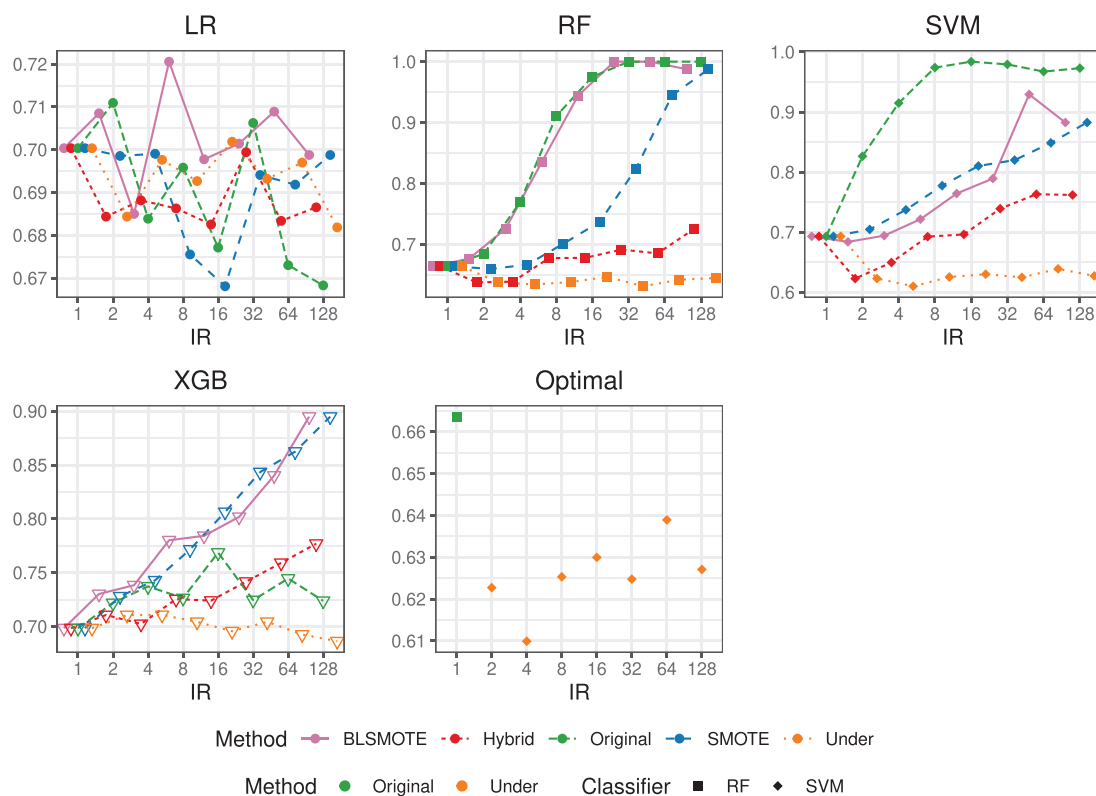 LR
0.72
0.71
0.70
0.69
0.68
0.67
1 2 4 8 16 32 64 128
IR
RF
1.0
0.9
0.8
0.7
1 2 4 8 16 32 64 128
IR
SVM
1.0
0.9
0.8
0.7
0.6
1 2 4 8 16 32 64 128
IR
XGB
0.90
0.85
0.80
0.75
0.70
1 2 4 8 16 32 64 128
IR
Optimal
0.66
0.65
0.64
0.63
0.62
0.61
1 2 4 8 16 32 64 128
IR
Method BLSMOTE Hybrid Original SMOTE Under
Method Original Under Classifier RF SVM